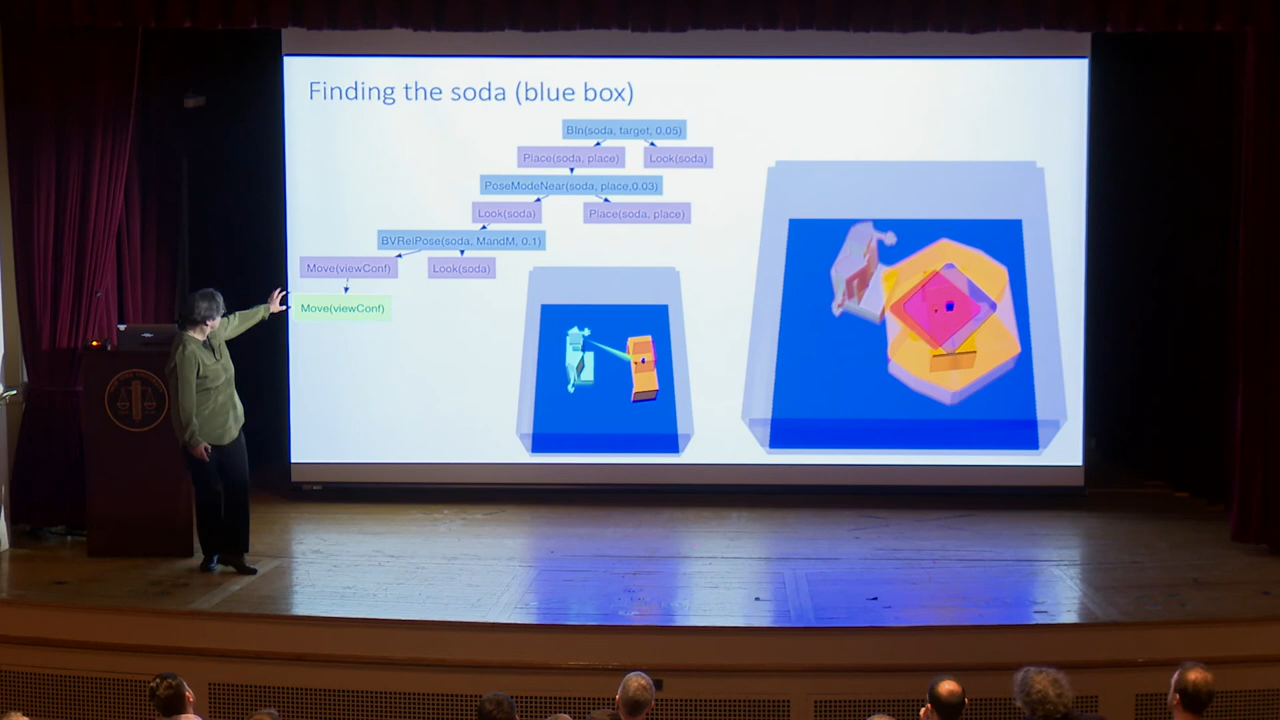 Finding the soda (blue box)
BIn(soda, target, 0.05)
Place(soda, place)
Look(soda)
PoseModeNear(soda, place,0.03)
Look(soda)
Place(soda, place)
BVRelPose(soda, MandM, 0.1)
Move(viewConf)
Look(soda)
Move(viewConf)